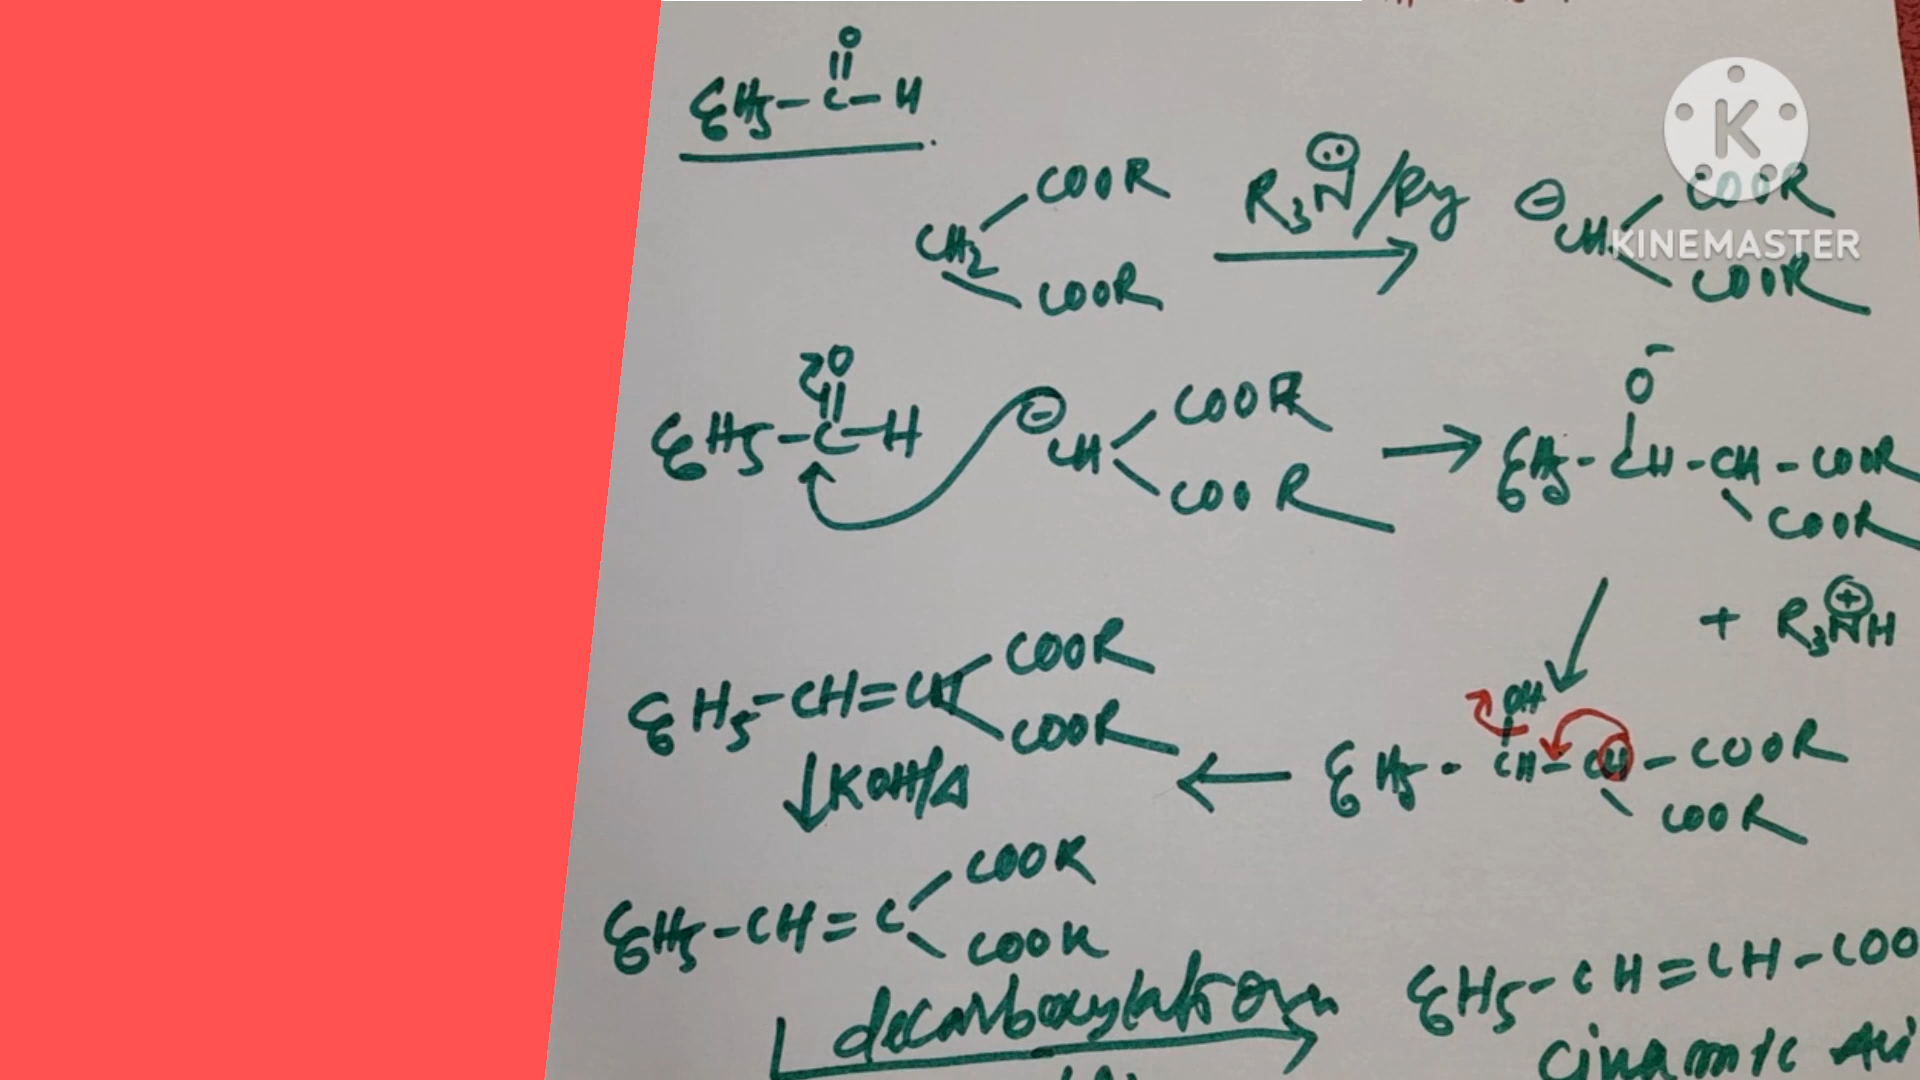 O
||
C6H5-C-H
COOR
CH2
COOR
R3N̈/Py
⊖CH
COOR
COOR
O
||
C6H5-C-H
⊖CH
COOR
COOR
→
O⁻
C6H5-CH-CH-COOR
COOR
+ R3N⊕H
C6H5-CH=CH
COOR
COOR
↓KOH/Δ
OH
C6H5-CH-CH-COOR
COOR
←
C6H5-CH=C
COOK
COOK
decarboxylation
C6H5-CH=CH-COO
Cinamic Aci
K
KINEMASTER